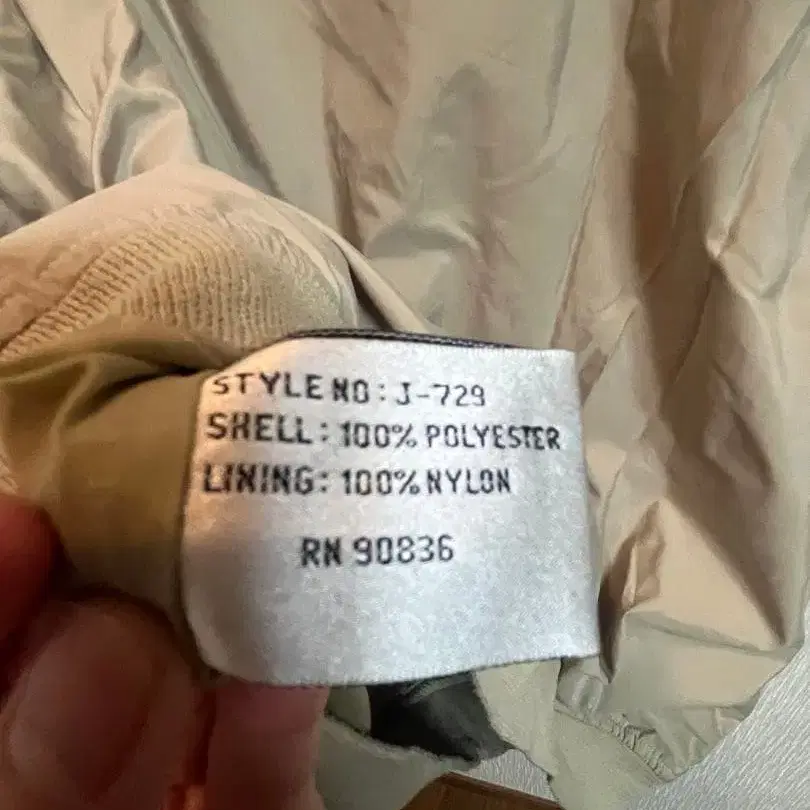 STYLE NO: J-729
SHELL: 100% POLYESTER
LINING: 100% NYLON
RN 90836